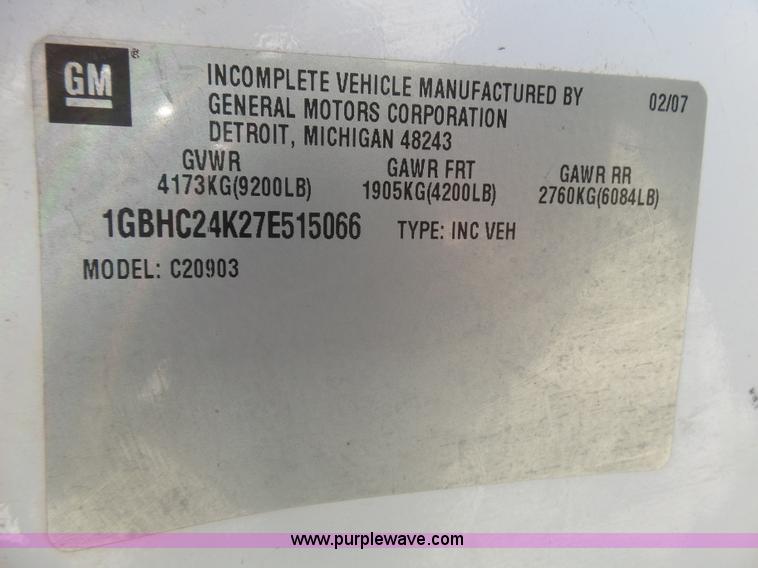 GM ®
INCOMPLETE VEHICLE MANUFACTURED BY
GENERAL MOTORS CORPORATION
DETROIT, MICHIGAN 48243
02/07
GVWR GAWR FRT GAWR RR
4173KG(9200LB) 1905KG(4200LB) 2760KG(6084LB)
1GBHC24K27E515066 TYPE: INC VEH
MODEL: C20903
www.purplewave.com